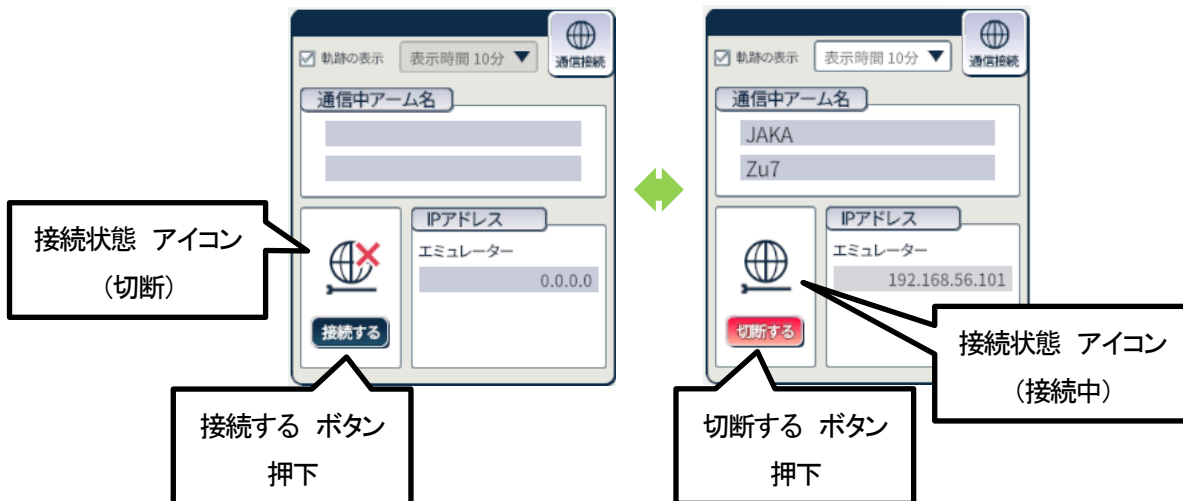 軌跡の表示
表示時間 10分
通信接続
通信中アーム名
IPアドレス
エミュレーター
0.0.0.0
接続する
接続状態 アイコン
（切断）
接続する ボタン
押下
軌跡の表示
表示時間 10分
通信接続
通信中アーム名
JAKA
Zu7
IPアドレス
エミュレーター
192.168.56.101
切断する
接続状態 アイコン
（接続中）
切断する ボタン
押下